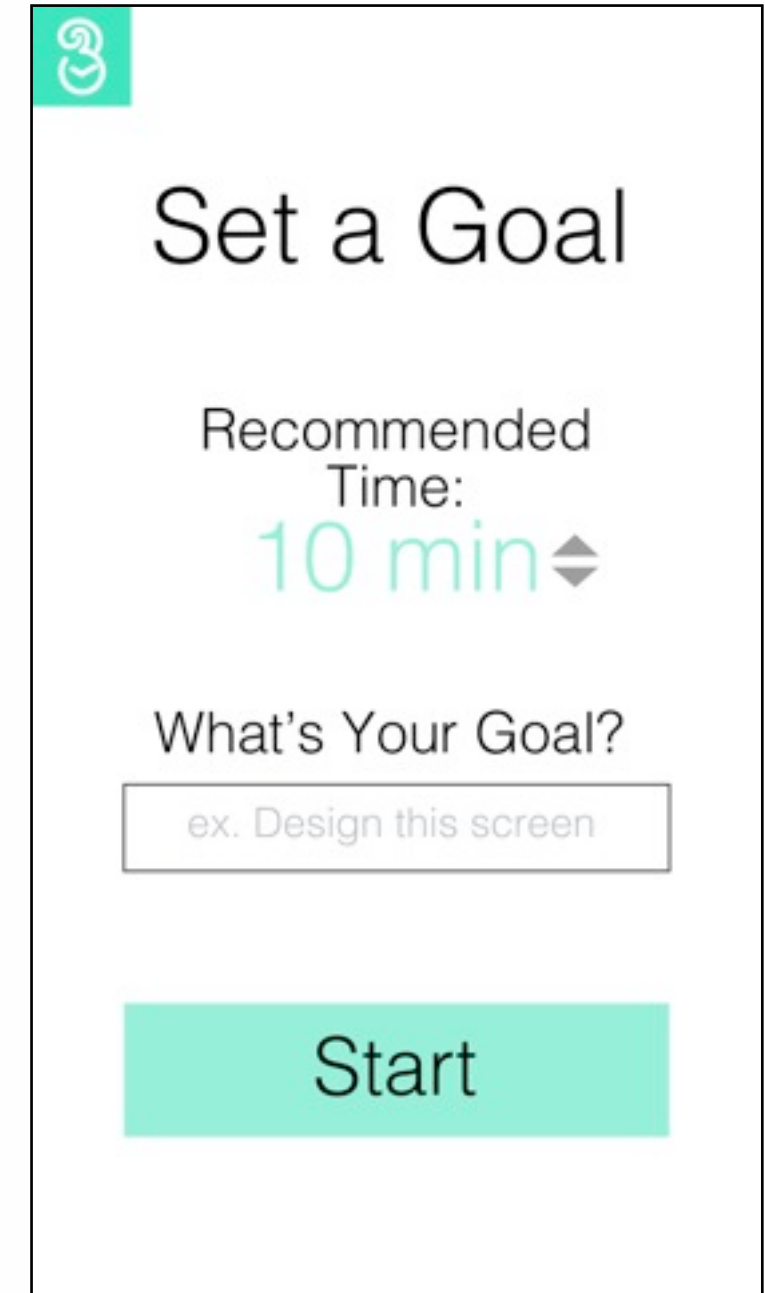 Set a Goal
Recommended
Time:
10 min
What's Your Goal?
ex. Design this screen
Start